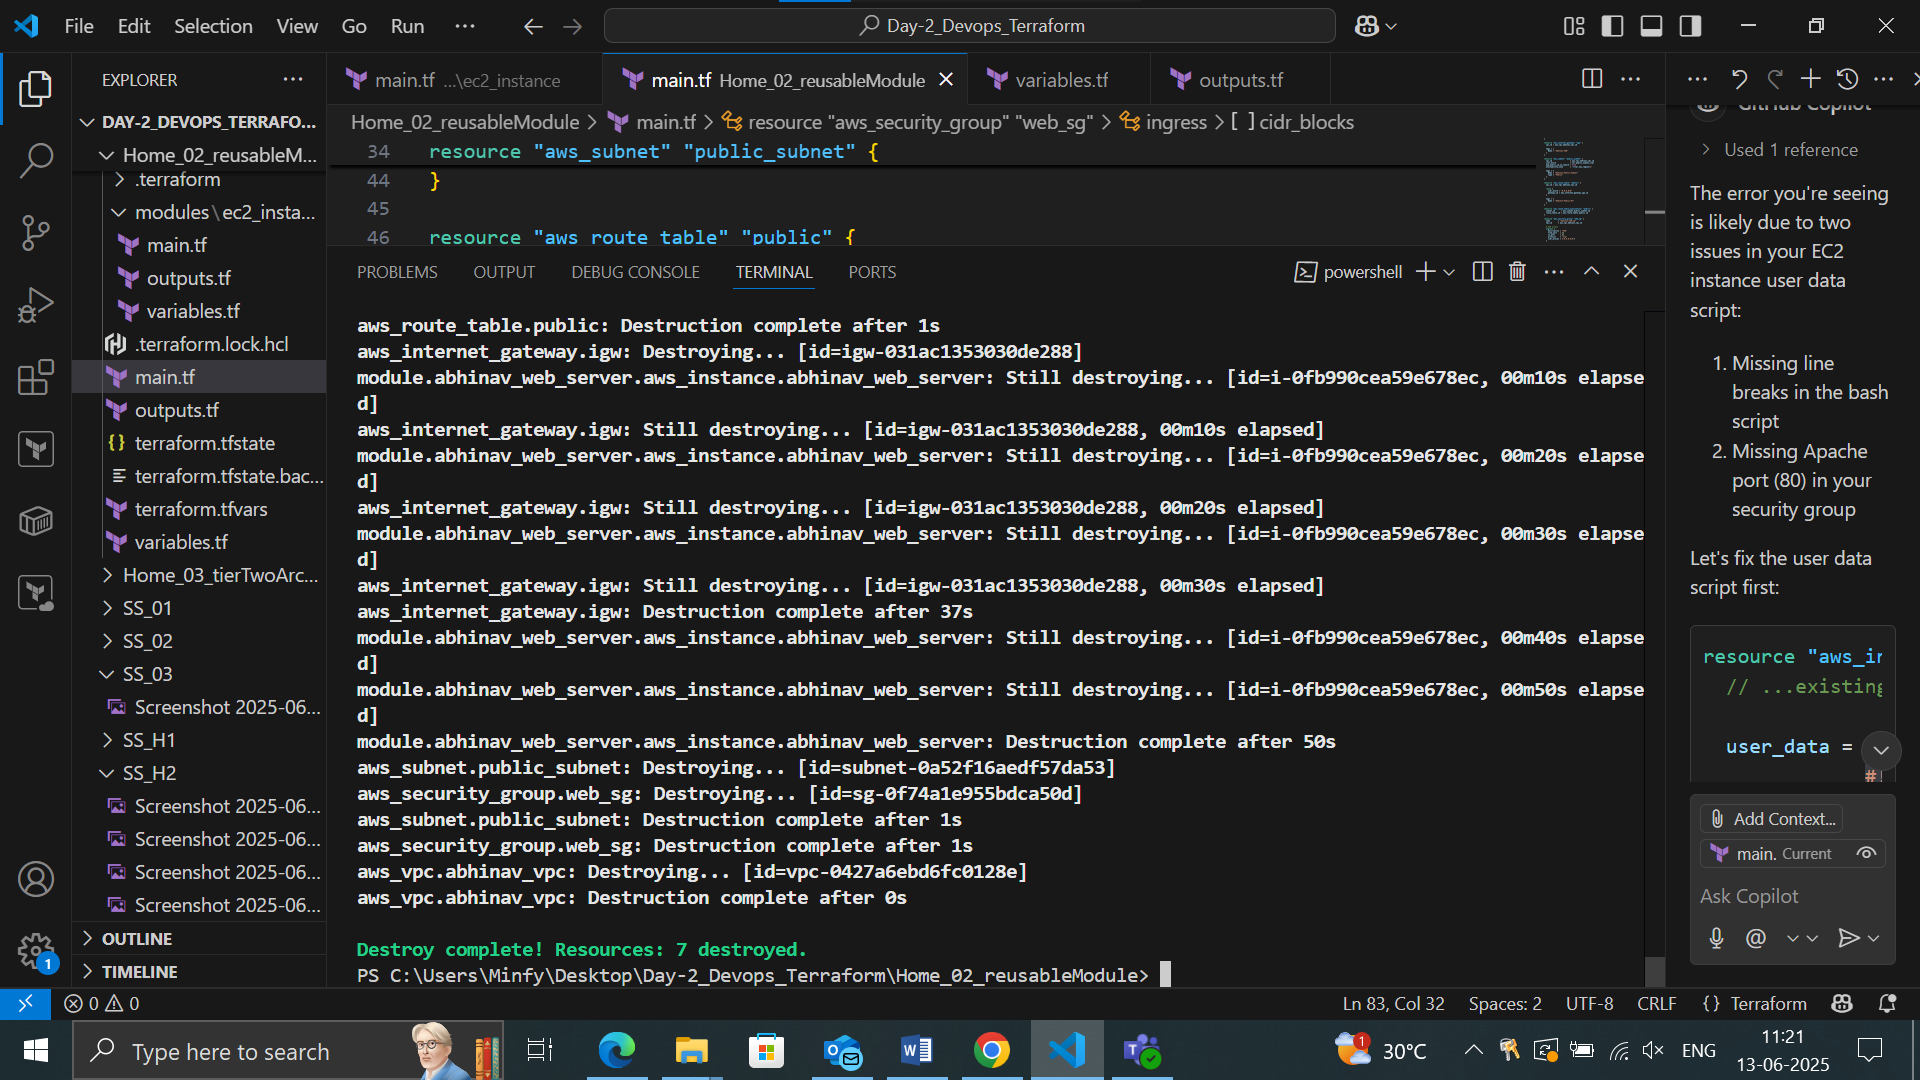 File Edit Selection View Go Run ···
Day-2_Devops_Terraform
EXPLORER
DAY-2_DEVOPS_TERRAFO...
Home_02_reusableM...
.terraform
modules\ec2_insta...
main.tf
outputs.tf
variables.tf
.terraform.lock.hcl
main.tf
outputs.tf
terraform.tfstate
terraform.tfstate.bac...
terraform.tfvars
variables.tf
Home_03_tierTwoArc...
SS_01
SS_02
SS_03
Screenshot 2025-06...
SS_H1
SS_H2
Screenshot 2025-06...
Screenshot 2025-06...
Screenshot 2025-06...
Screenshot 2025-06...
OUTLINE
TIMELINE
1
main.tf ...\ec2_instance
main.tf Home_02_reusableModule
variables.tf
outputs.tf
Home_02_reusableModule > main.tf > resource "aws_security_group" "web_sg" > ingress > [ ] cidr_blocks
34 resource "aws_subnet" "public_subnet" {
44 }
45
46 resource "aws_route_table" "public" {
PROBLEMS OUTPUT DEBUG CONSOLE TERMINAL PORTS
powershell
aws_route_table.public: Destruction complete after 1s
aws_internet_gateway.igw: Destroying... [id=igw-031ac1353030de288]
module.abhinav_web_server.aws_instance.abhinav_web_server: Still destroying... [id=i-0fb990cea59e678ec, 00m10s elapse
d]
aws_internet_gateway.igw: Still destroying... [id=igw-031ac1353030de288, 00m10s elapsed]
module.abhinav_web_server.aws_instance.abhinav_web_server: Still destroying... [id=i-0fb990cea59e678ec, 00m20s elapse
d]
aws_internet_gateway.igw: Still destroying... [id=igw-031ac1353030de288, 00m20s elapsed]
module.abhinav_web_server.aws_instance.abhinav_web_server: Still destroying... [id=i-0fb990cea59e678ec, 00m30s elapse
d]
aws_internet_gateway.igw: Still destroying... [id=igw-031ac1353030de288, 00m30s elapsed]
aws_internet_gateway.igw: Destruction complete after 37s
module.abhinav_web_server.aws_instance.abhinav_web_server: Still destroying... [id=i-0fb990cea59e678ec, 00m40s elapse
d]
module.abhinav_web_server.aws_instance.abhinav_web_server: Still destroying... [id=i-0fb990cea59e678ec, 00m50s elapse
d]
module.abhinav_web_server.aws_instance.abhinav_web_server: Destruction complete after 50s
aws_subnet.public_subnet: Destroying... [id=subnet-0a52f16aedf57da53]
aws_security_group.web_sg: Destroying... [id=sg-0f74a1e955bdca50d]
aws_subnet.public_subnet: Destruction complete after 1s
aws_security_group.web_sg: Destruction complete after 1s
aws_vpc.abhinav_vpc: Destroying... [id=vpc-0427a6ebd6fc0128e]
aws_vpc.abhinav_vpc: Destruction complete after 0s
Destroy complete! Resources: 7 destroyed.
PS C:\Users\Minfy\Desktop\Day-2_Devops_Terraform\Home_02_reusableModule>
GitHub Copilot
Used 1 reference
The error you're seeing
is likely due to two
issues in your EC2
instance user data
script:
1. Missing line
breaks in the bash
script
2. Missing Apache
port (80) in your
security group
Let's fix the user data
script first:
resource "aws_in
// ...existing
user_data =
#
Add Context...
main. Current
Ask Copilot
0 0
Ln 83, Col 32 Spaces: 2 UTF-8 CRLF {} Terraform
Type here to search
1
30°C
ENG
11:21
13-06-2025